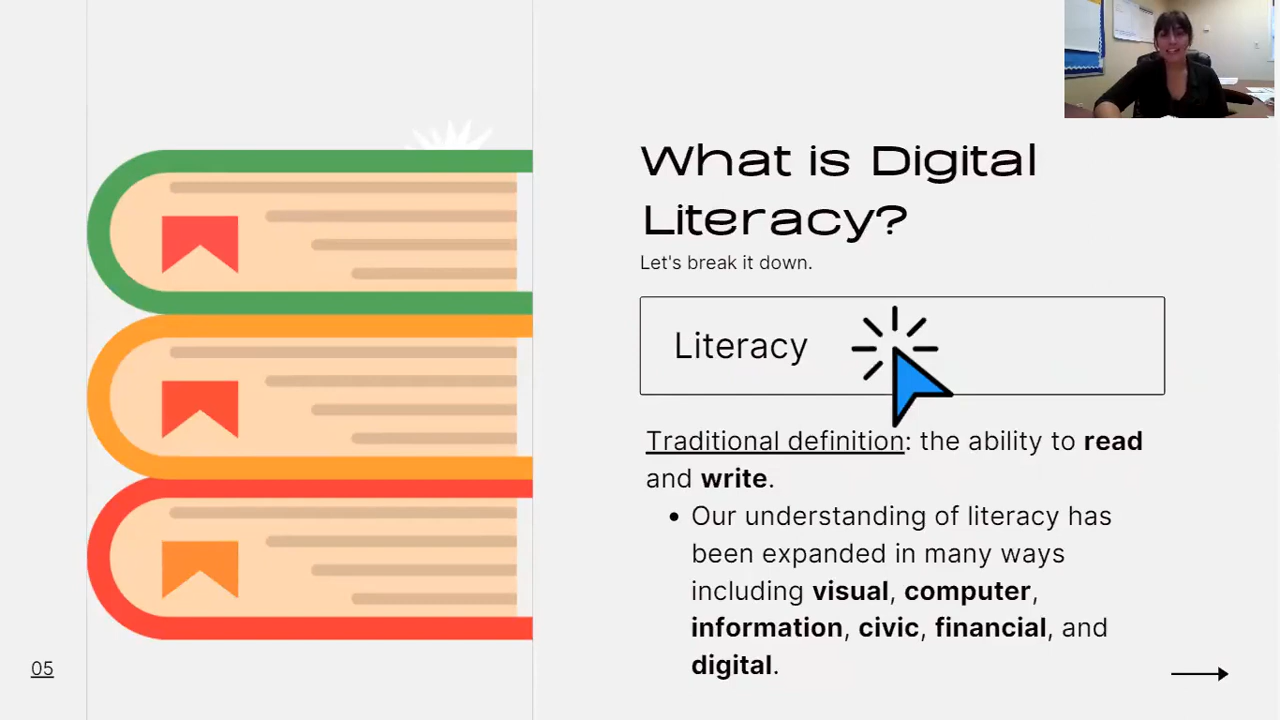 What is Digital
Literacy?
Let's break it down.
Literacy
Traditional definition: the ability to read
and write.
• Our understanding of literacy has
been expanded in many ways
including visual, computer,
information, civic, financial, and
digital.
05